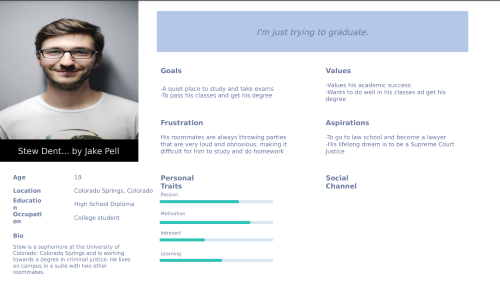 I'm just trying to graduate.
Stew Dent... by Jake Pell
Age 19
Location Colorado Springs, Colorado
Educatio
n High School Diploma
Occupati
on College student
Bio
Stew is a sophomore at the University of
Colorado: Colorado Springs and is working
towards a degree in criminal justice. He lives
on campus in a suite with two other
roommates.
Goals
-A quiet place to study and take exams
-To pass his classes and get his degree
Values
-Values his academic success
-Wants to do well in his classes ad get his
degree
Frustration
His roommates are always throwing parties
that are very loud and obnoxious, making it
difficult for him to study and do homework
Aspirations
-To go to law school and become a lawyer
-His lifelong dream is to be a Supreme Court
Justice
Personal
Traits
Passion
Motivation
Introvert
Learning
Social
Channel